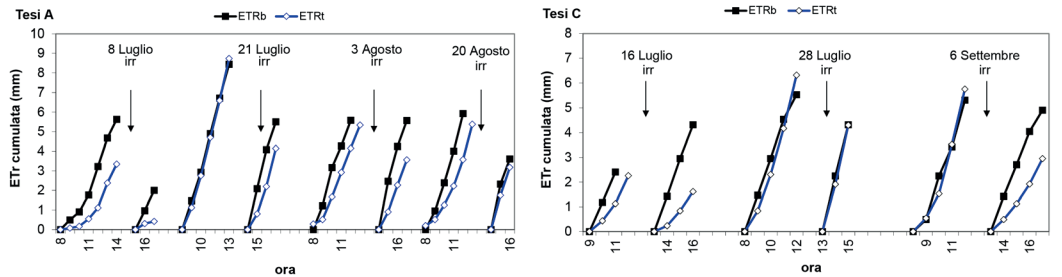 Tesi A
ETRb ETRt
8 Luglio irr
21 Luglio irr
3 Agosto irr
20 Agosto irr
ETr cumulata (mm)
10
9
8
7
6
5
4
3
2
1
0
8 11 14 16 10 13 15 8 11 14 16 8 11 14 16
ora
Tesi C
ETRb ETRt
16 Luglio irr
28 Luglio irr
6 Settembre irr
ETr cumulata (mm)
8
7
6
5
4
3
2
1
0
9 11 14 16 8 10 12 13 15 9 11 14 16
ora